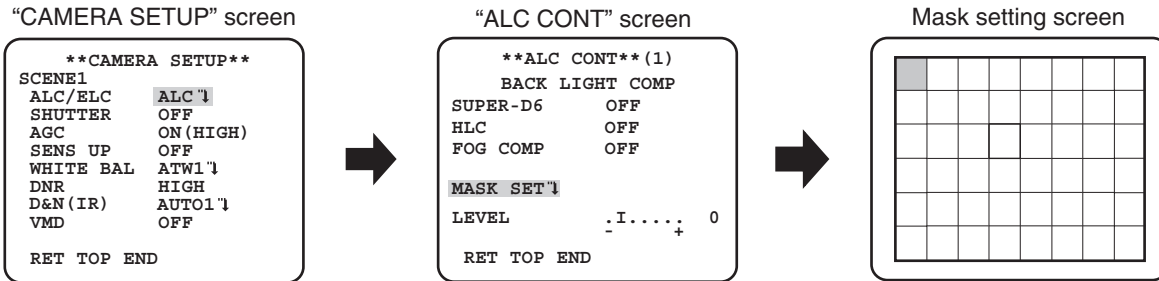 “CAMERA SETUP” screen
**CAMERA SETUP**
SCENE1
ALC/ELC ALC
SHUTTER OFF
AGC ON(HIGH)
SENS UP OFF
WHITE BAL ATW1
DNR HIGH
D&N(IR) AUTO1
VMD OFF
RET TOP END
“ALC CONT” screen
**ALC CONT**(1)
BACK LIGHT COMP
SUPER-D6 OFF
HLC OFF
FOG COMP OFF
MASK SET
LEVEL .I..... 0
- +
RET TOP END
Mask setting screen